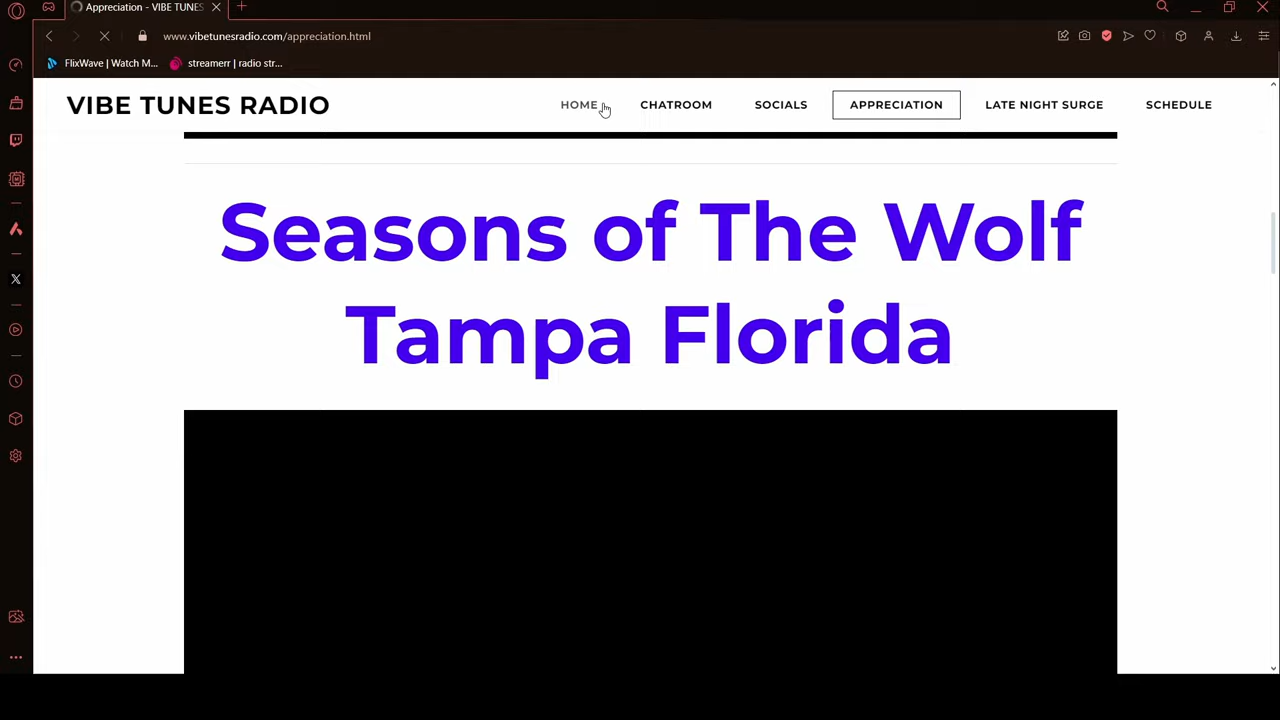 Appreciation - VIBE TUNES
www.vibetunesradio.com/appreciation.html
FlixWave | Watch M...
streamerr | radio str...
VIBE TUNES RADIO
HOME
CHATROOM
SOCIALS
APPRECIATION
LATE NIGHT SURGE
SCHEDULE
Seasons of The Wolf
Tampa Florida